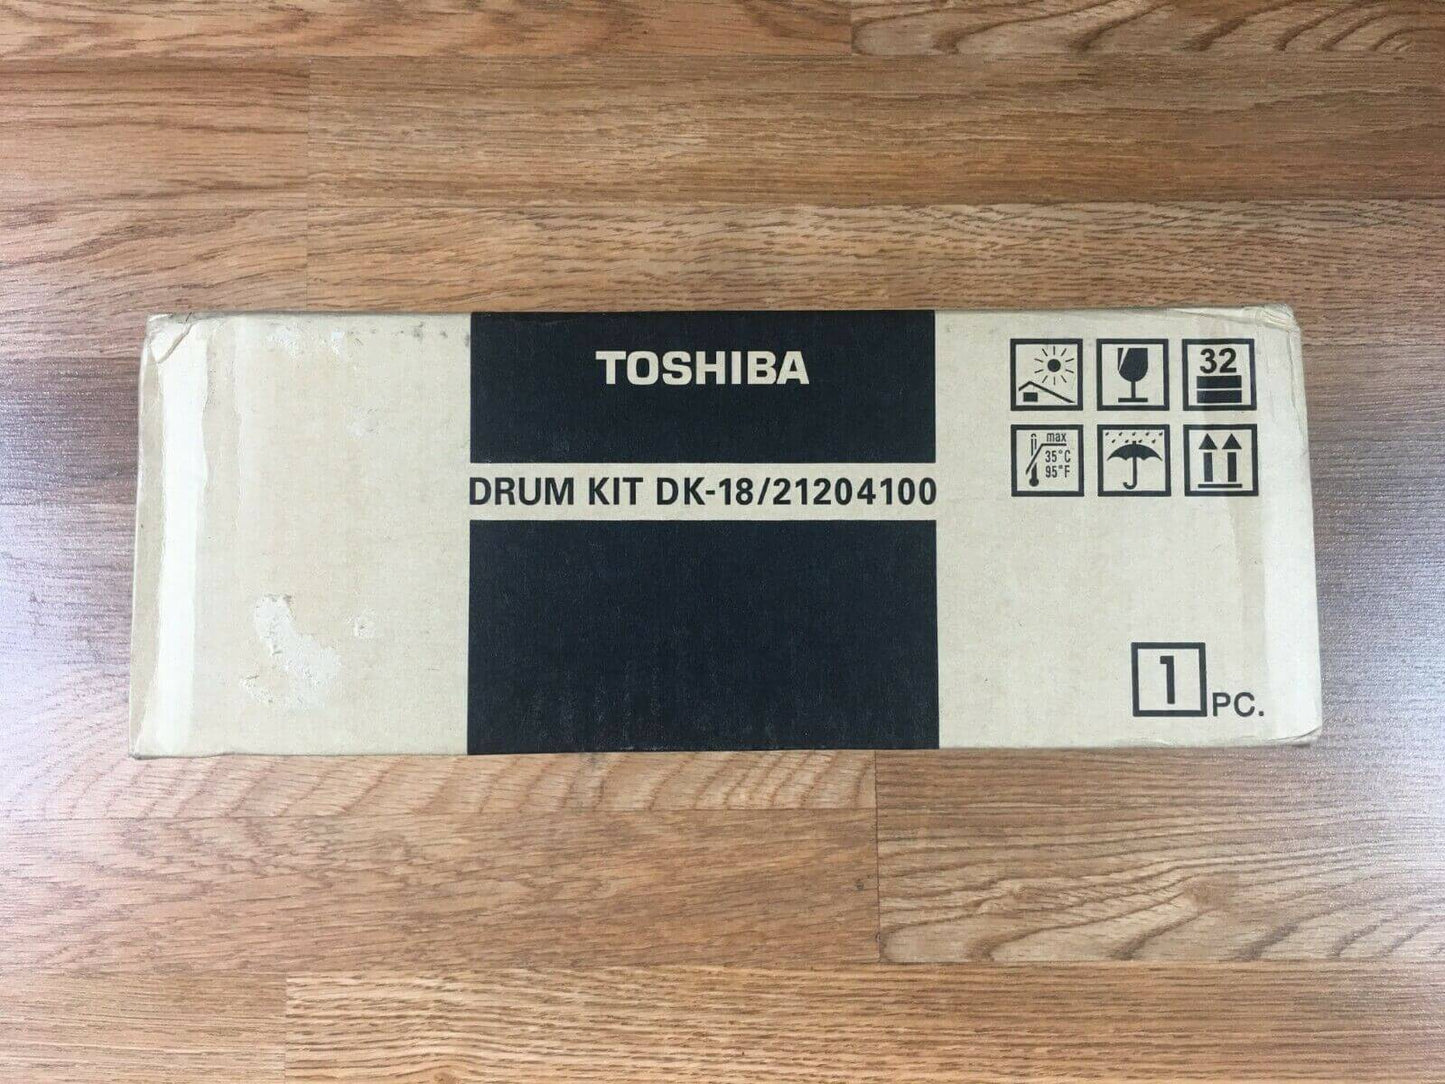 TOSHIBA
DRUM KIT DK-18/21204100
32
max
35°C
95°F
1 PC.